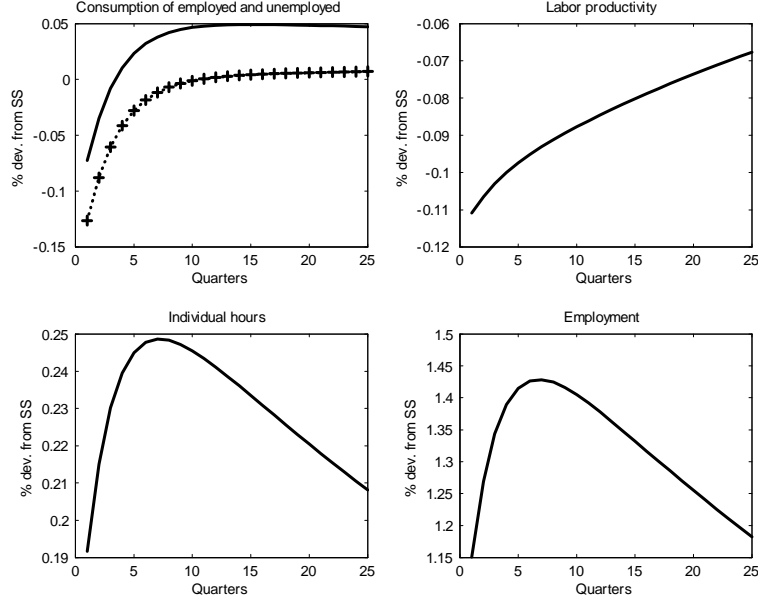 Consumption of employed and unemployed
% dev. from SS
0.05
0
-0.05
-0.1
-0.15
0 5 10 15 20 25
Quarters
Labor productivity
% dev. from SS
-0.06
-0.07
-0.08
-0.09
-0.1
-0.11
-0.12
0 5 10 15 20 25
Quarters
Individual hours
% dev. from SS
0.25
0.24
0.23
0.22
0.21
0.2
0.19
0 5 10 15 20 25
Quarters
Employment
% dev. from SS
1.5
1.45
1.4
1.35
1.3
1.25
1.2
1.15
0 5 10 15 20 25
Quarters